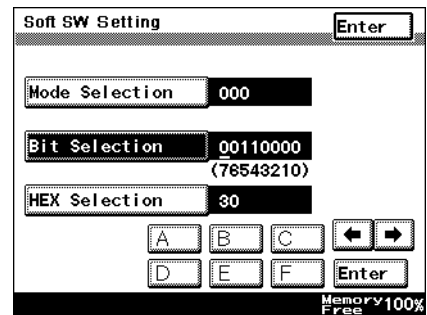 Soft SW Setting
Enter
Mode Selection 000
Bit Selection 00110000
(76543210)
HEX Selection 30
A B C
D E F Enter
Memory Free 100%